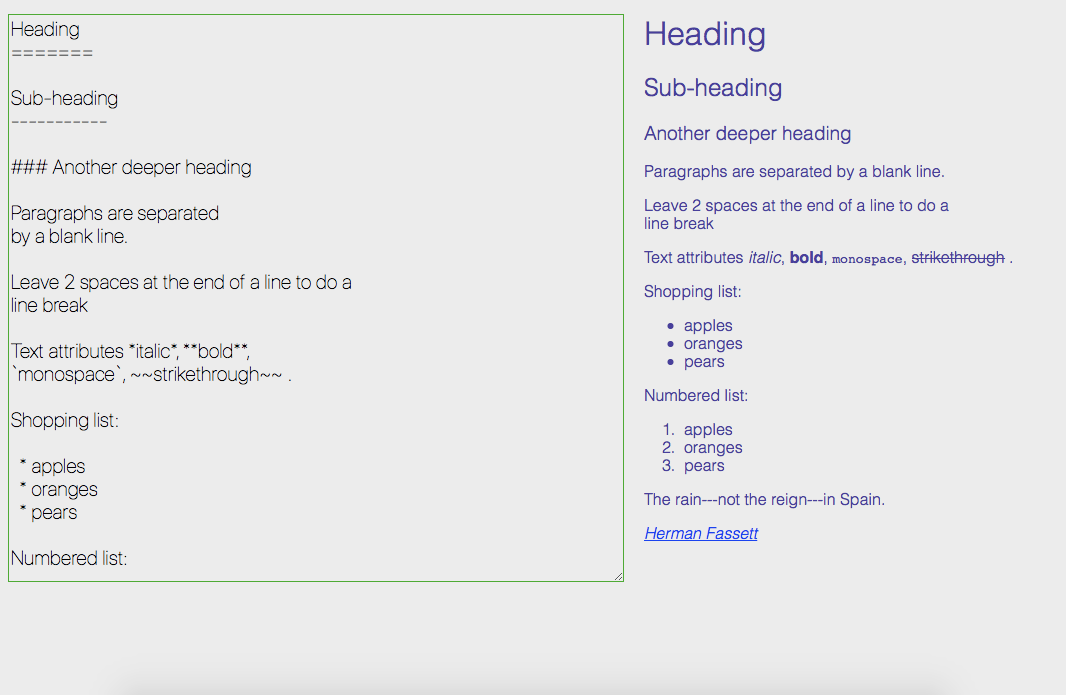 Heading
=======
Sub-heading
-----------
### Another deeper heading
Paragraphs are separated
by a blank line.
Leave 2 spaces at the end of a line to do a
line break
Text attributes *italic*, **bold**,
`monospace`, ~~strikethrough~~ .
Shopping list:
* apples
* oranges
* pears
Numbered list:
Heading
Sub-heading
Another deeper heading
Paragraphs are separated by a blank line.
Leave 2 spaces at the end of a line to do a
line break
Text attributes italic, bold, monospace, strikethrough .
Shopping list:
• apples
• oranges
• pears
Numbered list:
1. apples
2. oranges
3. pears
The rain---not the reign---in Spain.
Herman Fassett